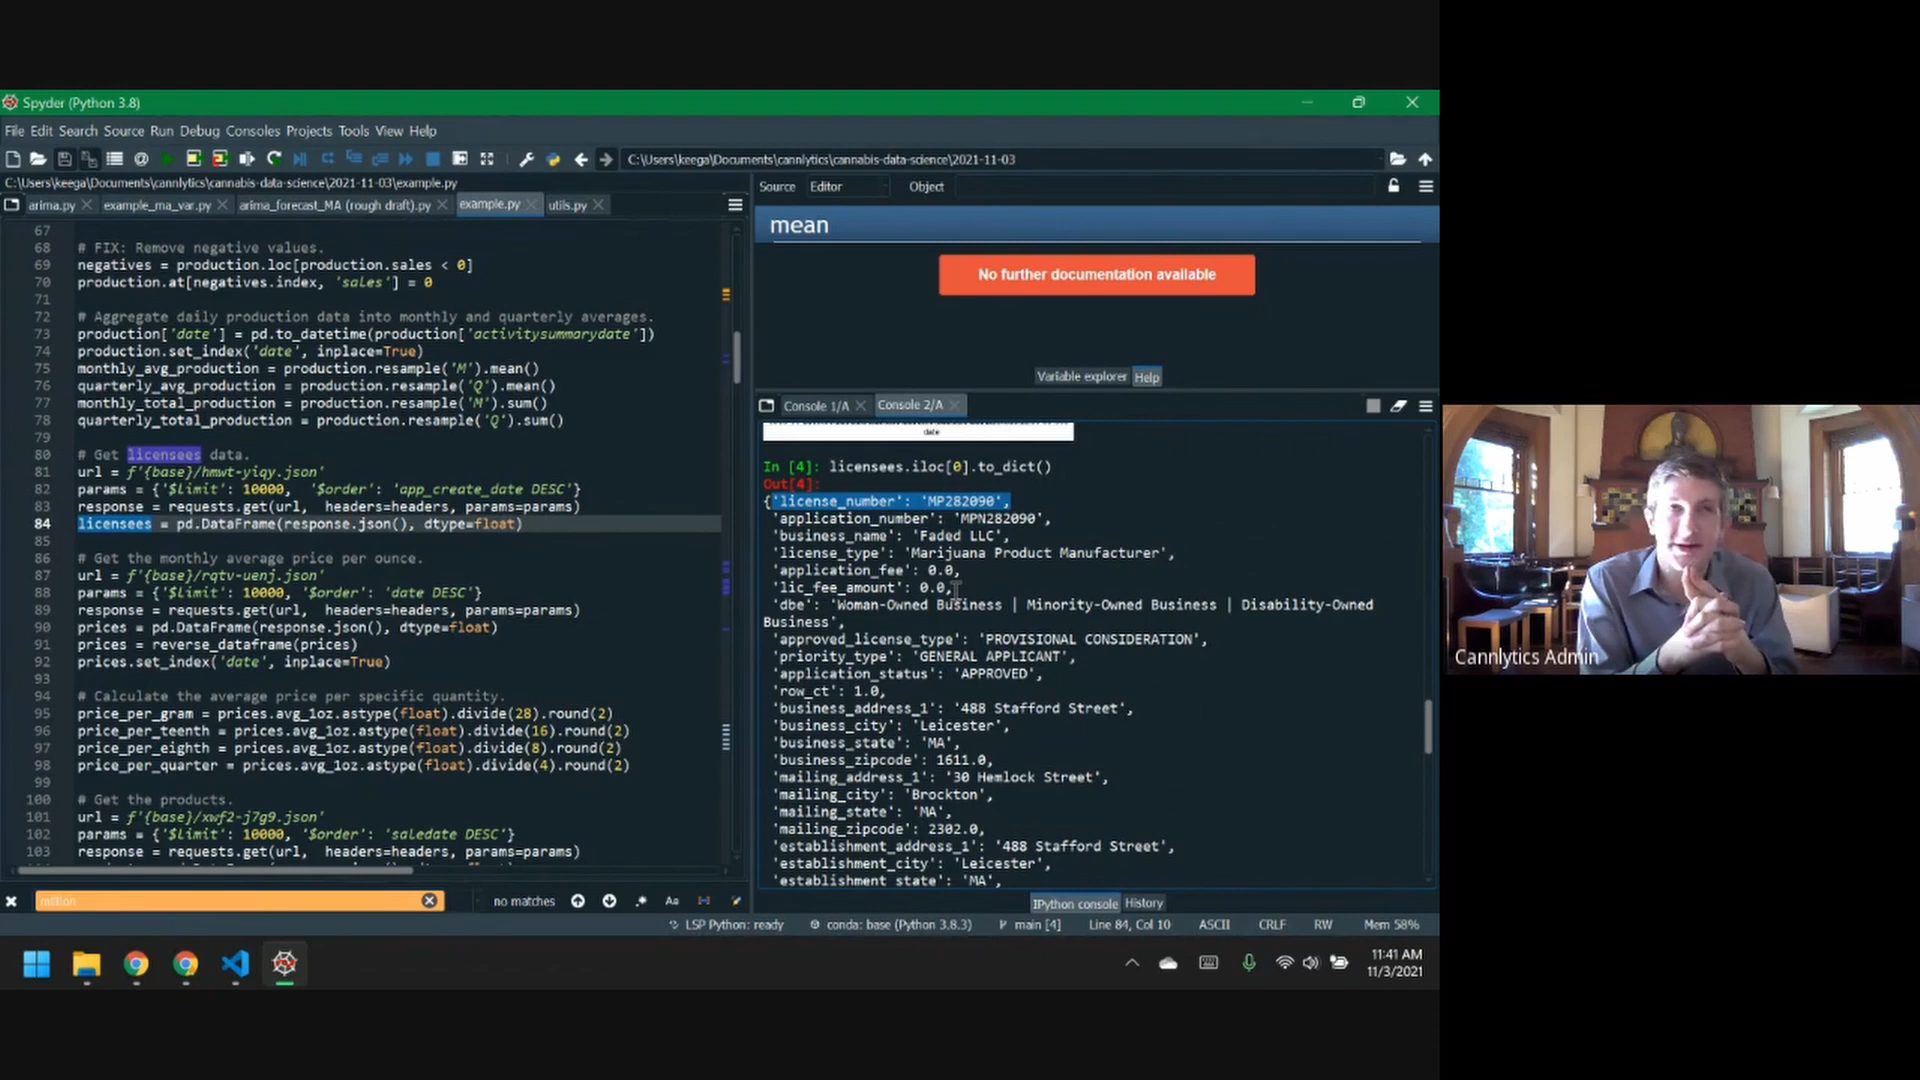 Spyder (Python 3.8)
File Edit Search Source Run Debug Consoles Projects Tools View Help
C:\Users\keega\Documents\cannlytics\cannabis-data-science\2021-11-03
C:\Users\keega\Documents\cannlytics\cannabis-data-science\2021-11-03\example.py
arima.py example_ma_var.py arima_forecast_MA (rough draft).py example.py utils.py
67
68 # FIX: Remove negative values.
69 negatives = production.loc[production.sales < 0]
70 production.at[negatives.index, 'sales'] = 0
71
72 # Aggregate daily production data into monthly and quarterly averages.
73 production['date'] = pd.to_datetime(production['activitysummarydate'])
74 production.set_index('date', inplace=True)
75 monthly_avg_production = production.resample('M').mean()
76 quarterly_avg_production = production.resample('Q').mean()
77 monthly_total_production = production.resample('M').sum()
78 quarterly_total_production = production.resample('Q').sum()
79
80 # Get licensees data.
81 url = f'{base}/hmwt-yiqy.json'
82 params = {'$limit': 10000, '$order': 'app_create_date DESC'}
83 response = requests.get(url, headers=headers, params=params)
84 licensees = pd.DataFrame(response.json(), dtype=float)
85
86 # Get the monthly average price per ounce.
87 url = f'{base}/rqtv-uenj.json'
88 params = {'$limit': 10000, '$order': 'date DESC'}
89 response = requests.get(url, headers=headers, params=params)
90 prices = pd.DataFrame(response.json(), dtype=float)
91 prices = reverse_dataframe(prices)
92 prices.set_index('date', inplace=True)
93
94 # Calculate the average price per specific quantity.
95 price_per_gram = prices.avg_1oz.astype(float).divide(28).round(2)
96 price_per_teenth = prices.avg_1oz.astype(float).divide(16).round(2)
97 price_per_eighth = prices.avg_1oz.astype(float).divide(8).round(2)
98 price_per_quarter = prices.avg_1oz.astype(float).divide(4).round(2)
99
100 # Get the products.
101 url = f'{base}/xwf2-j7g9.json'
102 params = {'$limit': 10000, '$order': 'saledate DESC'}
103 response = requests.get(url, headers=headers, params=params)
million
no matches
Aa
Source Editor Object
mean
No further documentation available
Variable explorer Help
Console 1/A Console 2/A
date
In [4]: licensees.iloc[0].to_dict()
Out[4]:
{'license_number': 'MP282090',
'application_number': 'MPN282090',
'business_name': 'Faded LLC',
'license_type': 'Marijuana Product Manufacturer',
'application_fee': 0.0,
'lic_fee_amount': 0.0,
'dbe': 'Woman-Owned Business | Minority-Owned Business | Disability-Owned
Business',
'approved_license_type': 'PROVISIONAL CONSIDERATION',
'priority_type': 'GENERAL APPLICANT',
'application_status': 'APPROVED',
'row_ct': 1.0,
'business_address_1': '488 Stafford Street',
'business_city': 'Leicester',
'business_state': 'MA',
'business_zipcode': 1611.0,
'mailing_address_1': '30 Hemlock Street',
'mailing_city': 'Brockton',
'mailing_state': 'MA',
'mailing_zipcode': 2302.0,
'establishment_address_1': '488 Stafford Street',
'establishment_city': 'Leicester',
'establishment_state': 'MA',
IPython console History
LSP Python: ready conda: base (Python 3.8.3) main [4] Line 84, Col 10 ASCII CRLF RW Mem 58%
11:41 AM
11/3/2021
Cannlytics Admin